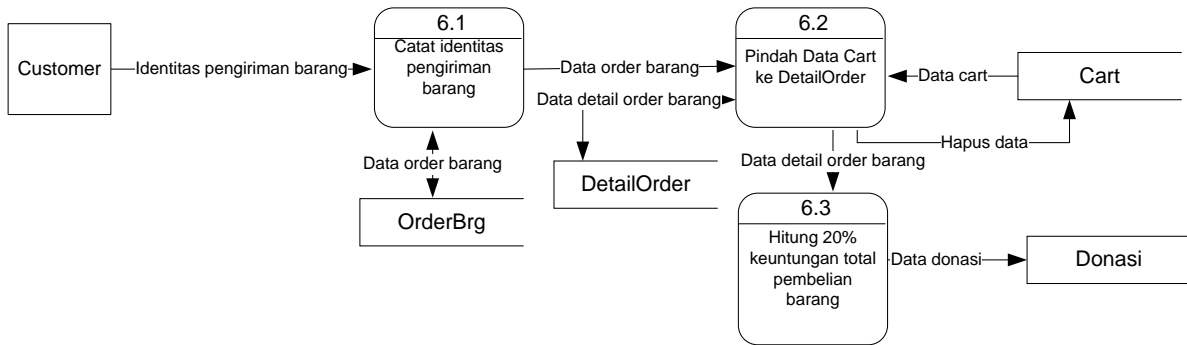 Customer
Identitas pengiriman barang
6.1
Catat identitas
pengiriman
barang
Data order barang
OrderBrg
Data order barang
Data detail order barang
DetailOrder
6.2
Pindah Data Cart
ke DetailOrder
Data cart
Cart
Hapus data
Data detail order barang
6.3
Hitung 20%
keuntungan total
pembelian
barang
Data donasi
Donasi